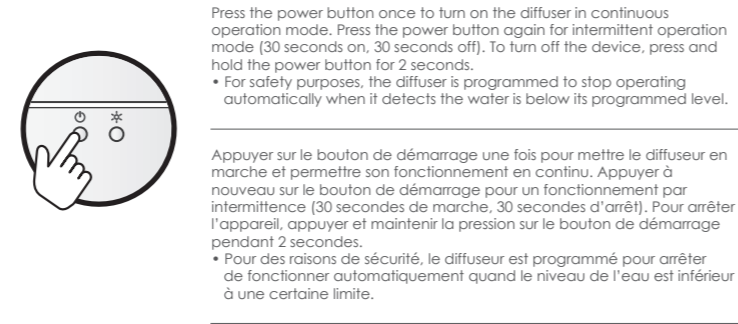 Press the power button once to turn on the diffuser in continuous
operation mode. Press the power button again for intermittent operation
mode (30 seconds on, 30 seconds off). To turn off the device, press and
hold the power button for 2 seconds.
• For safety purposes, the diffuser is programmed to stop operating
automatically when it detects the water is below its programmed level.
Appuyer sur le bouton de démarrage une fois pour mettre le diffuseur en
marche et permettre son fonctionnement en continu. Appuyer à
nouveau sur le bouton de démarrage pour un fonctionnement par
intermittence (30 secondes de marche, 30 secondes d'arrêt). Pour arrêter
l'appareil, appuyer et maintenir la pression sur le bouton de démarrage
pendant 2 secondes.
• Pour des raisons de sécurité, le diffuseur est programmé pour arrêter
de fonctionner automatiquement quand le niveau de l'eau est inférieur
à une certaine limite.